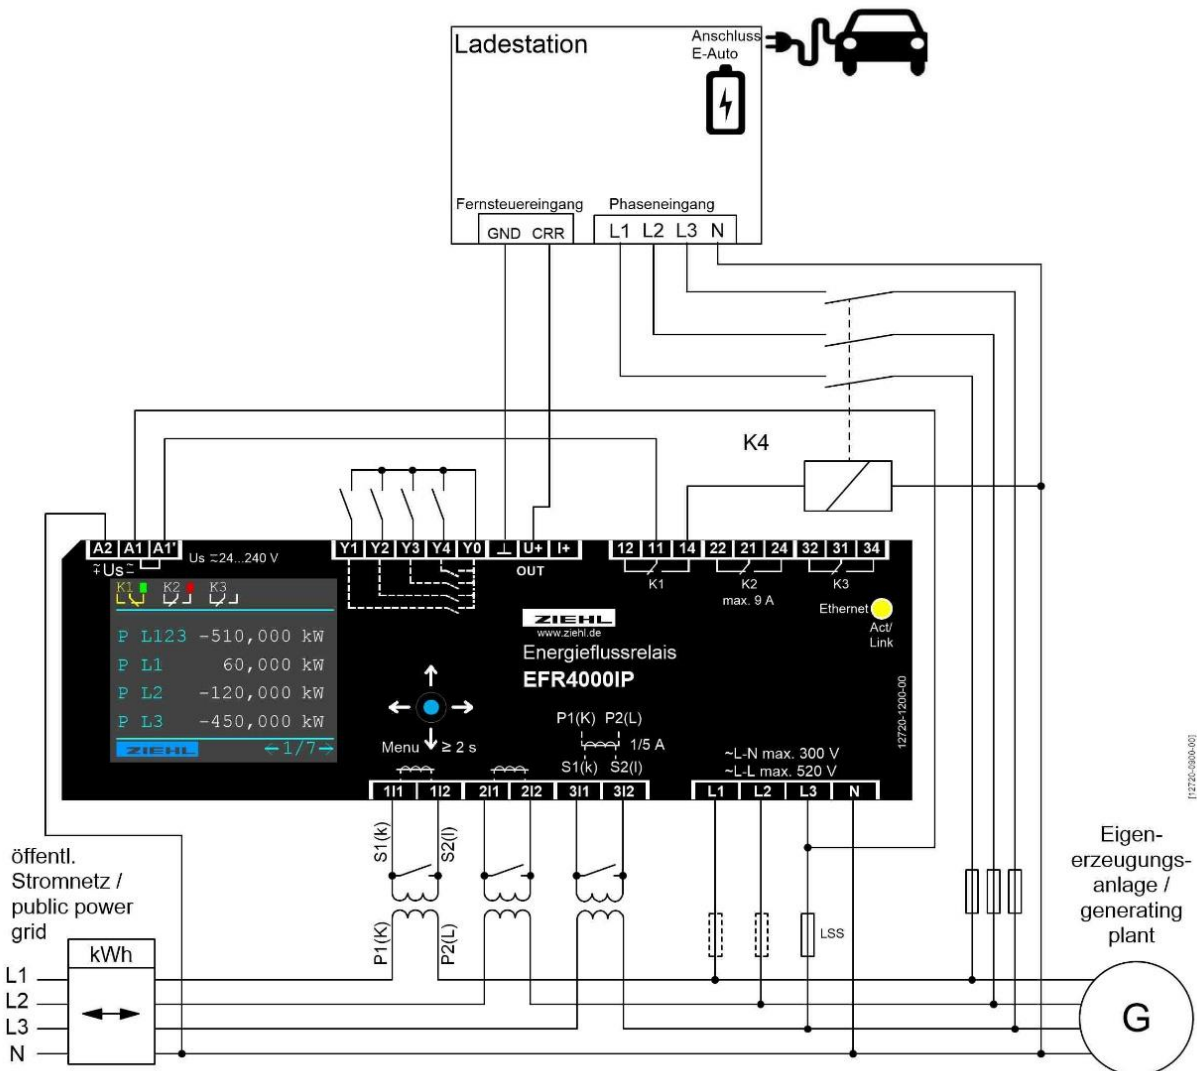 Ladestation
Anschluss
E-Auto
Fernsteuereingang
Phaseneingang
GND CRR
L1 L2 L3 N
K4
A2 A1 A1'
Us 24...240 V
Us
Y1 Y2 Y3 Y4 Y0 ⊥ U+ I+
OUT
12 11 14 22 21 24 32 31 34
K1
K2
K3
max. 9 A
K1 K2 K3
P L123 -510,000 kW
P L1 60,000 kW
P L2 -120,000 kW
P L3 -450,000 kW
ZIEHL ←1/7→
Menu ≥ 2 s
ZIEHL
www.ziehl.de
Energieflussrelais
EFR4000IP
Ethernet
Act/
Link
12720-1200-00
P1(K) P2(L)
1/5 A
S1(k) S2(l)
~L-N max. 300 V
~L-L max. 520 V
1I1 1I2 2I1 2I2 3I1 3I2
L1 L2 L3 N
[12720-0900-00]
S1(k)
S2(l)
P1(K)
P2(L)
LSS
öffentl.
Stromnetz /
public power
grid
kWh
L1
L2
L3
N
Eigen-
erzeugungs-
anlage /
generating
plant
G